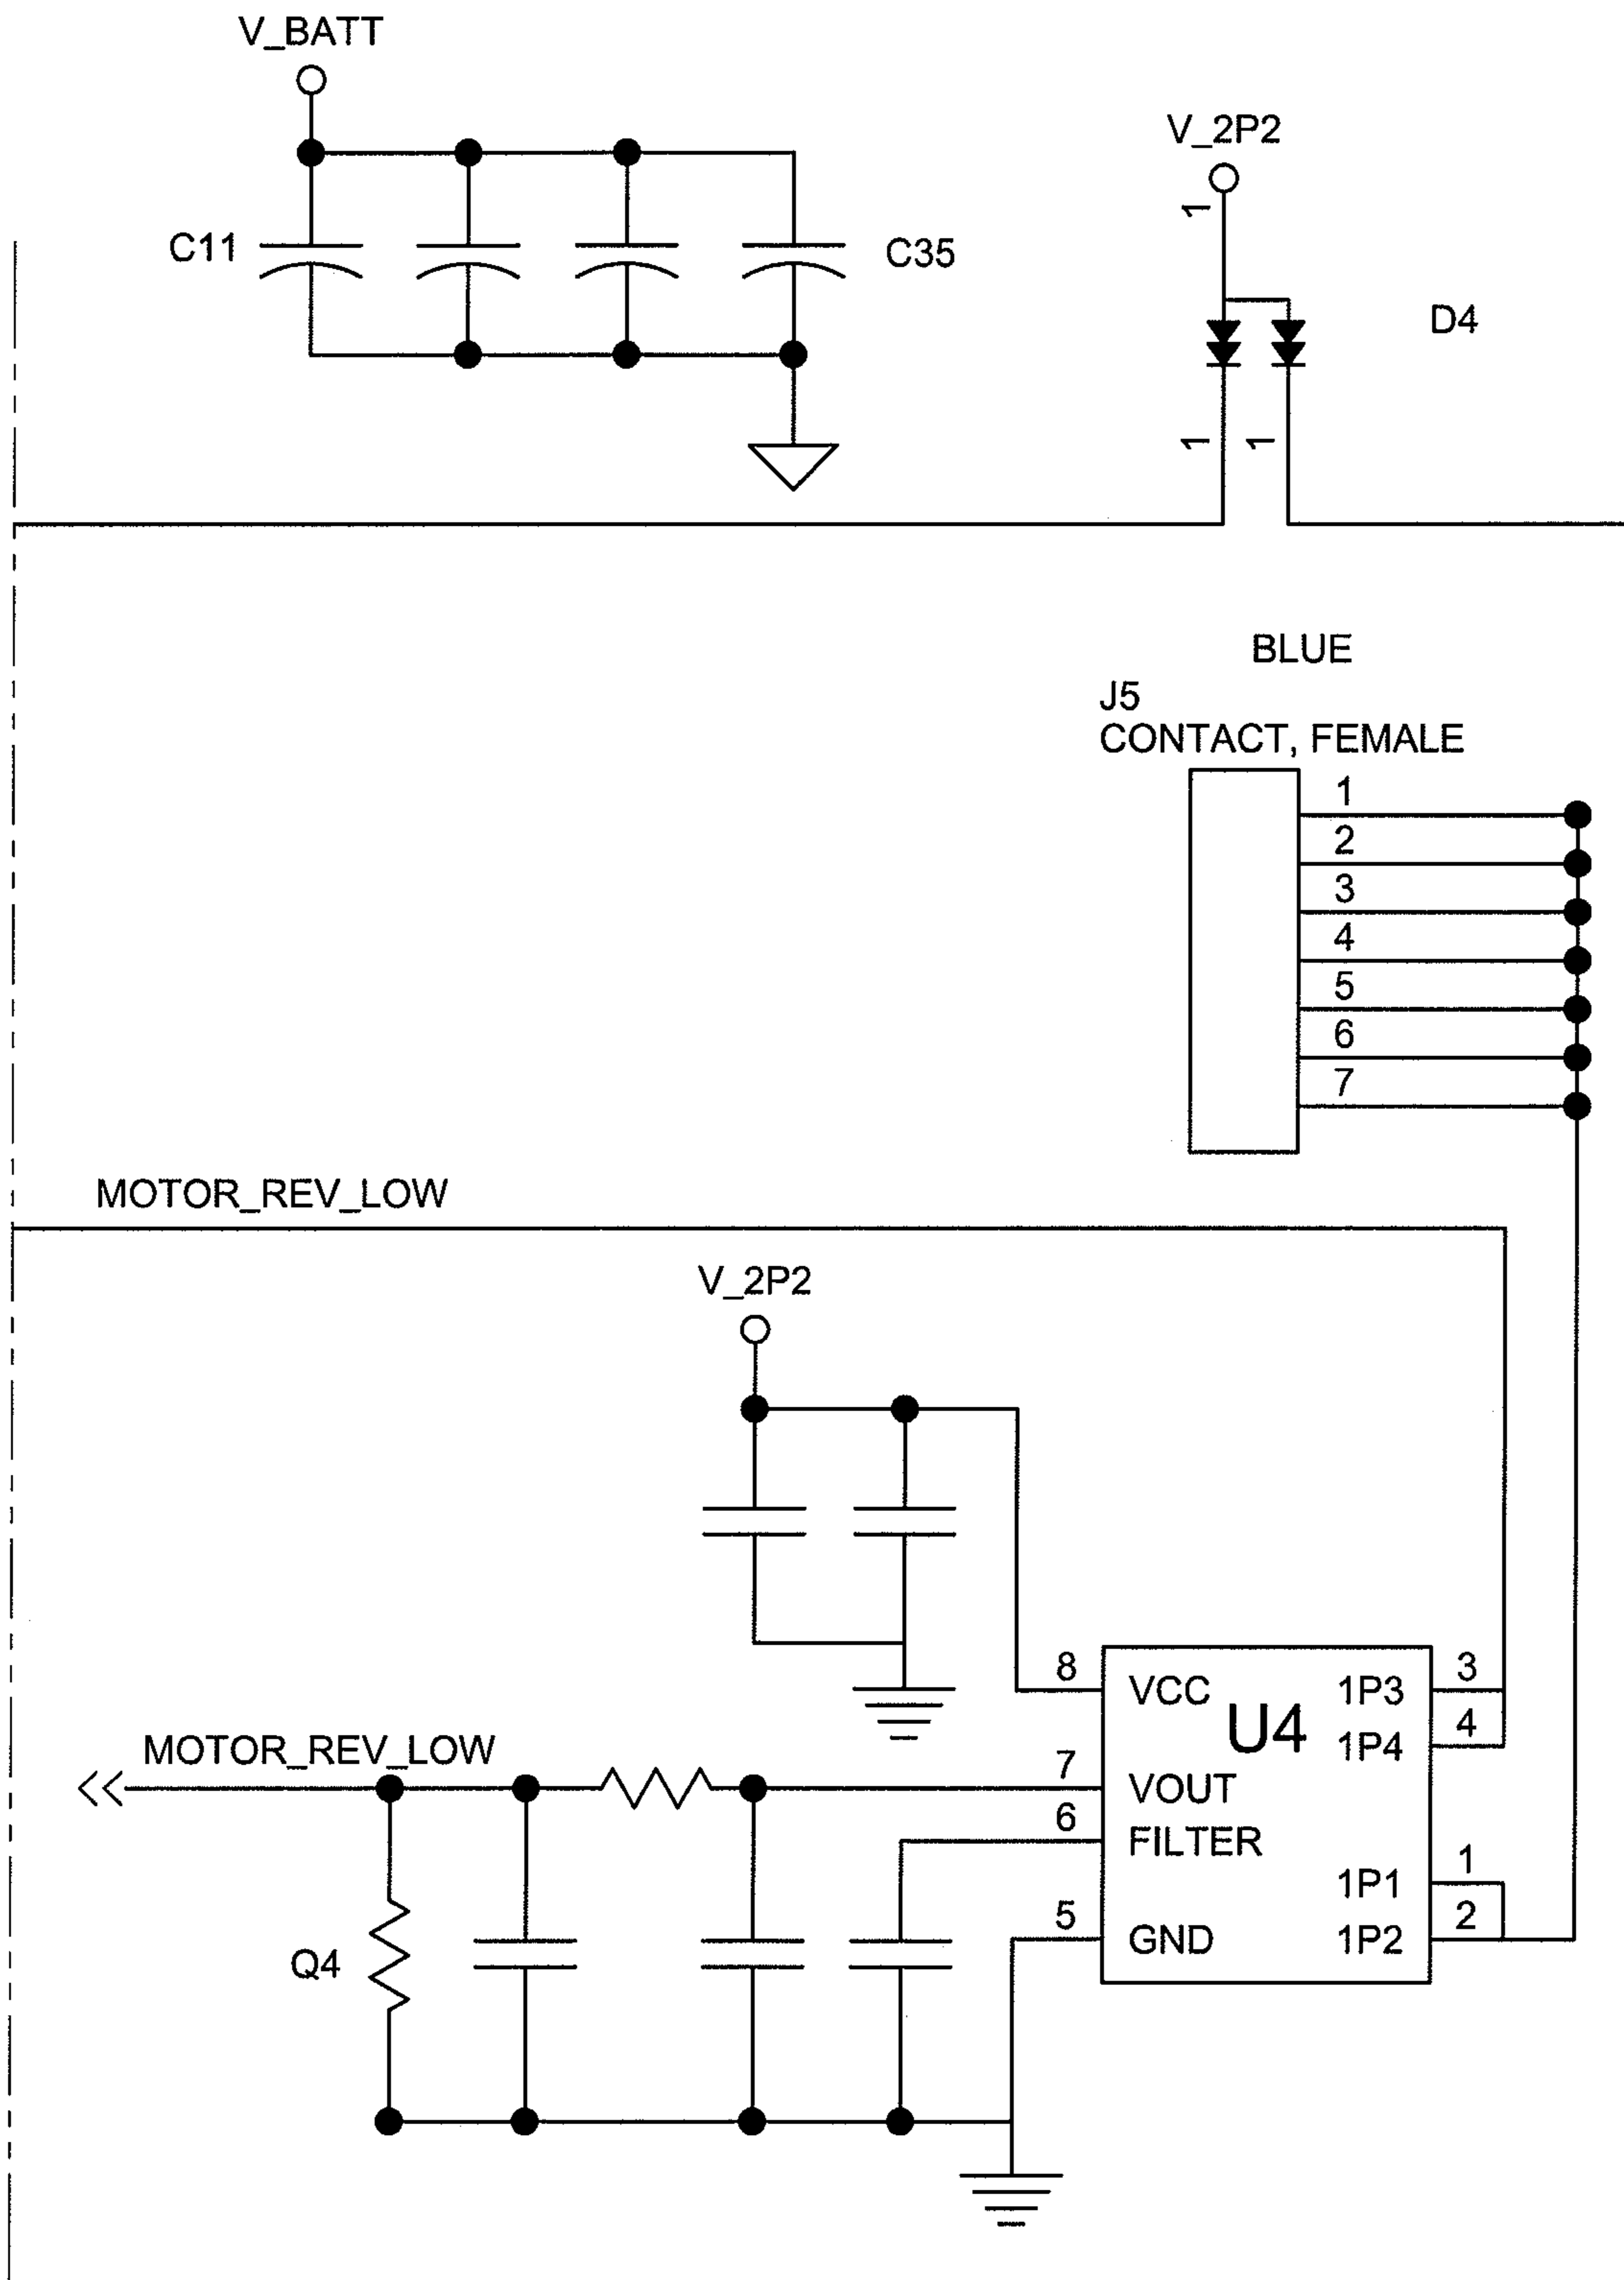 V_BATT
C11
C35
V_2P2
1
D4
1
1
BLUE
J5
CONTACT, FEMALE
1
2
3
4
5
6
7
MOTOR_REV_LOW
V_2P2
8
VCC
1P3
3
U4
1P4
4
MOTOR_REV_LOW
7
VOUT
6
FILTER
1P1
1
5
GND
1P2
2
Q4